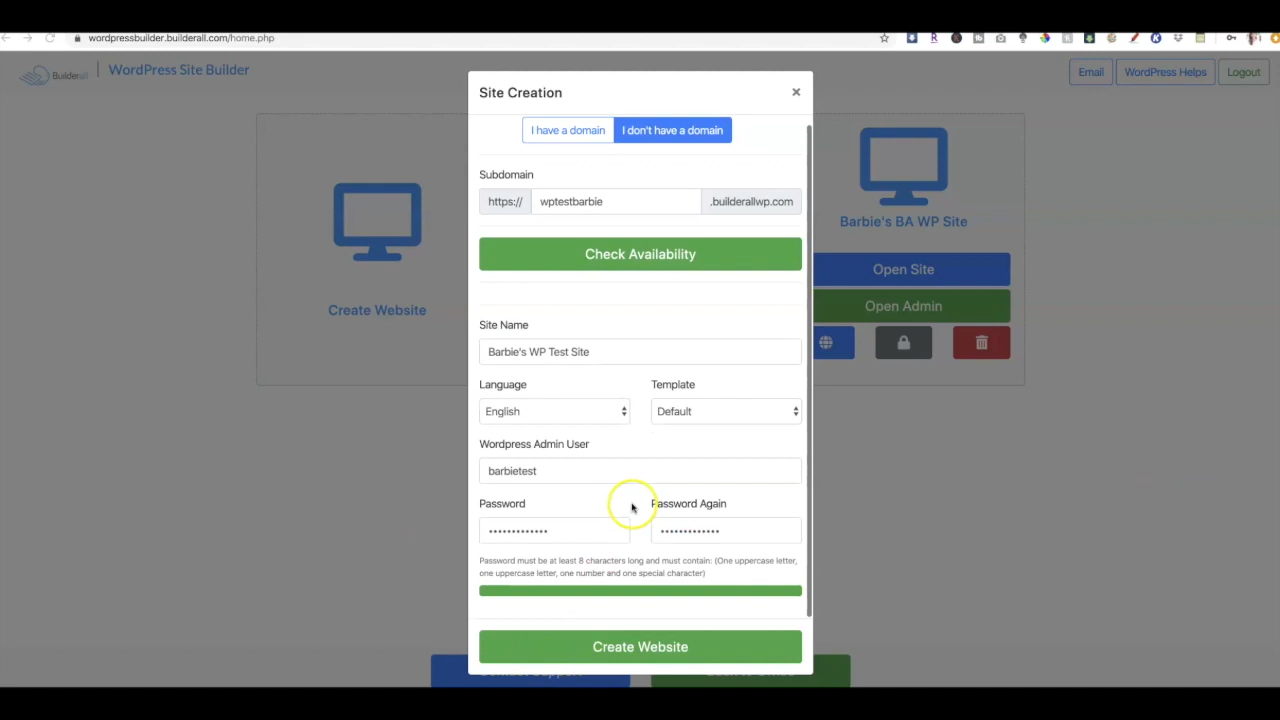 wordpressbuilder.builderall.com/home.php
Builderall
WordPress Site Builder
Email
WordPress Helps
Logout
Site Creation
×
I have a domain
I don't have a domain
Subdomain
https://
wptestbarbie
.builderallwp.com
Check Availability
Create Website
Barbie's BA WP Site
Open Site
Open Admin
Site Name
Barbie's WP Test Site
Language
Template
English
Default
Wordpress Admin User
barbietest
Password
Password Again
•••••••••••••
•••••••••••••
Password must be at least 8 characters long and must contain: (One uppercase letter,
one uppercase letter, one number and one special character)
Create Website